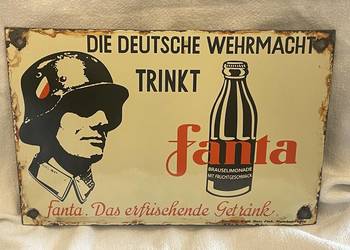 DIE DEUTSCHE WEHRMACHT
TRINKT
fanta
BRAUSELIMONADE
MIT FRUCHTGESCHMACK
fanta. Das erfrischende Getränk.